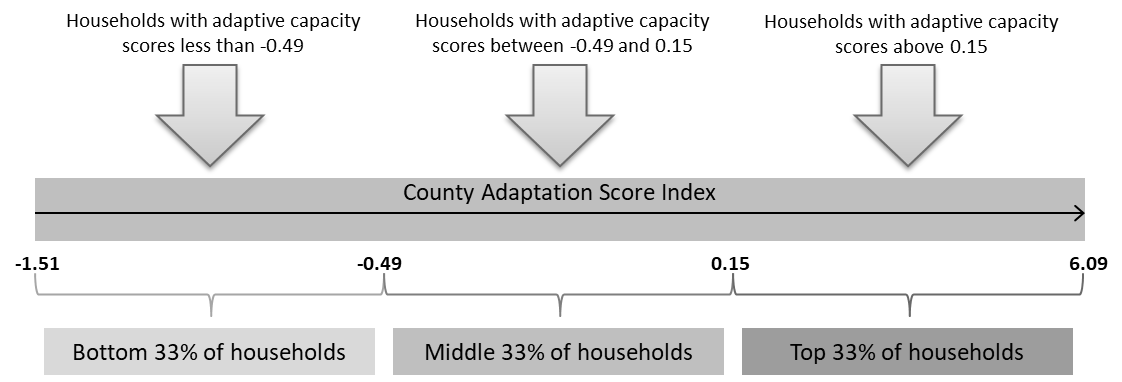 Households with adaptive capacity
scores less than -0.49
Households with adaptive capacity
scores between -0.49 and 0.15
Households with adaptive capacity
scores above 0.15
County Adaptation Score Index
-1.51
-0.49
0.15
6.09
Bottom 33% of households
Middle 33% of households
Top 33% of households